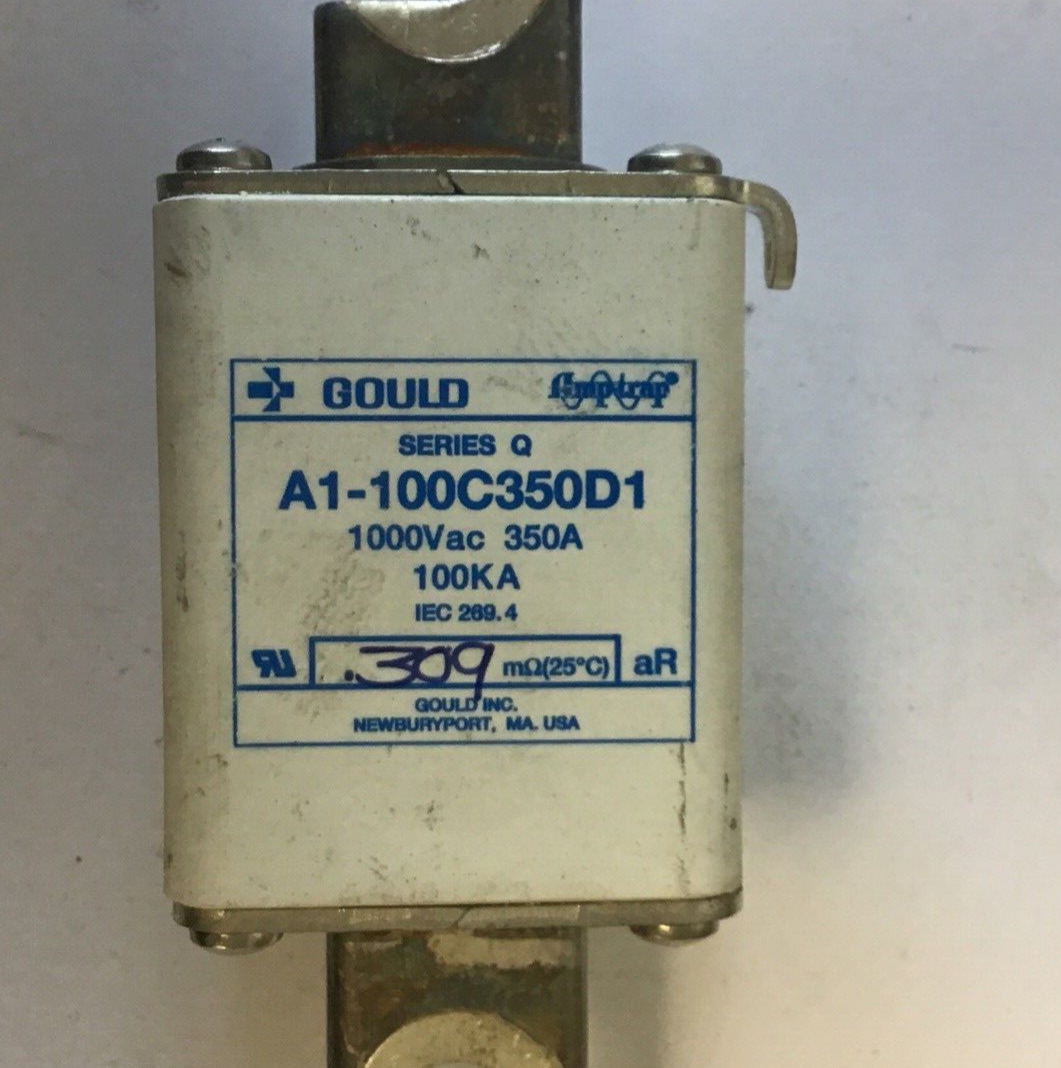 GOULD Amp-trap®
SERIES Q
A1-100C350D1
1000Vac 350A
100KA
IEC 269.4
RU .309 mΩ(25°C) aR
GOULD INC.
NEWBURYPORT, MA. USA